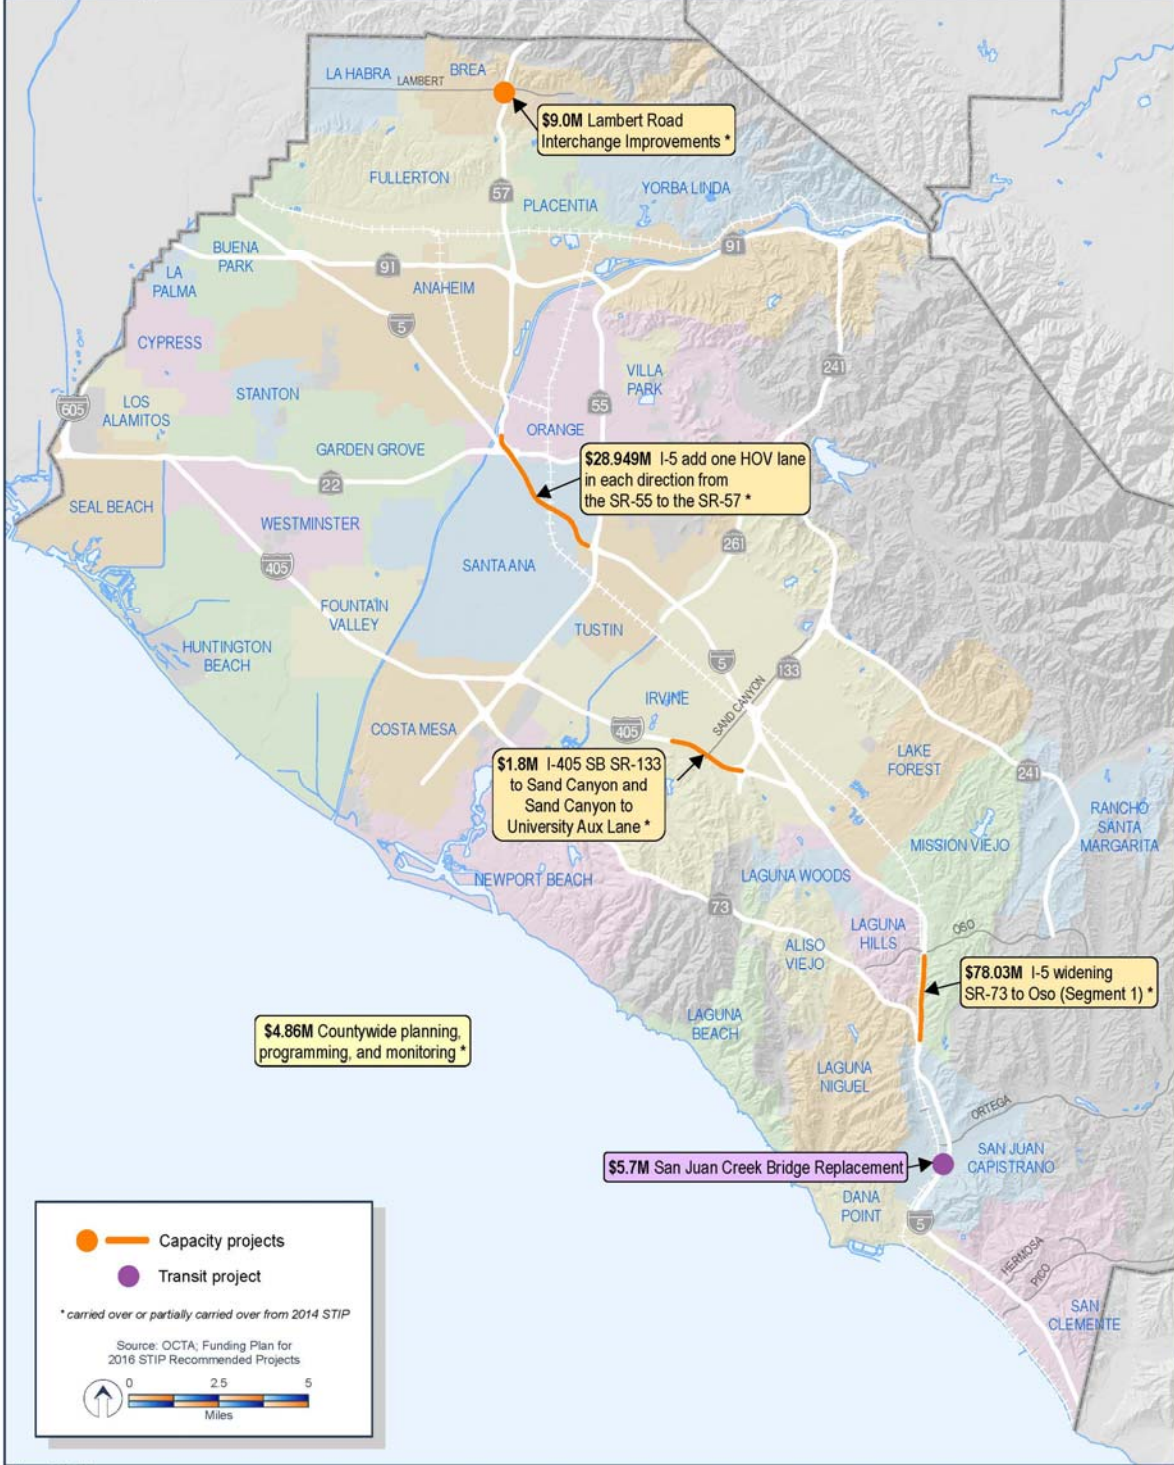 LA HABRA
LAMBERT
BREA
$9.0M Lambert Road
Interchange Improvements *
FULLERTON
57
PLACENTIA
YORBA LINDA
BUENA
PARK
91
91
LA
PALMA
ANAHEIM
5
CYPRESS
241
VILLA
PARK
605
LOS
ALAMITOS
STANTON
55
ORANGE
GARDEN GROVE
$28.949M I-5 add one HOV lane
in each direction from
the SR-55 to the SR-57 *
22
SEAL BEACH
WESTMINSTER
261
405
SANTA ANA
FOUNTAIN
VALLEY
TUSTIN
HUNTINGTON
BEACH
5
133
SAND CANYON
IRVINE
COSTA MESA
405
$1.8M I-405 SB SR-133
to Sand Canyon and
Sand Canyon to
University Aux Lane *
LAKE
FOREST
241
RANCHO
SANTA
MARGARITA
MISSION VIEJO
NEWPORT BEACH
LAGUNA WOODS
73
LAGUNA
HILLS
OSO
ALISO
VIEJO
$78.03M I-5 widening
SR-73 to Oso (Segment 1) *
LAGUNA
BEACH
$4.86M Countywide planning,
programming, and monitoring *
LAGUNA
NIGUEL
ORTEGA
$5.7M San Juan Creek Bridge Replacement
SAN JUAN
CAPISTRANO
DANA
POINT
5
HERMOSA
PICO
SAN
CLEMENTE
Capacity projects
Transit project
* carried over or partially carried over from 2014 STIP
Source: OCTA; Funding Plan for
2016 STIP Recommended Projects
0 2.5 5
Miles